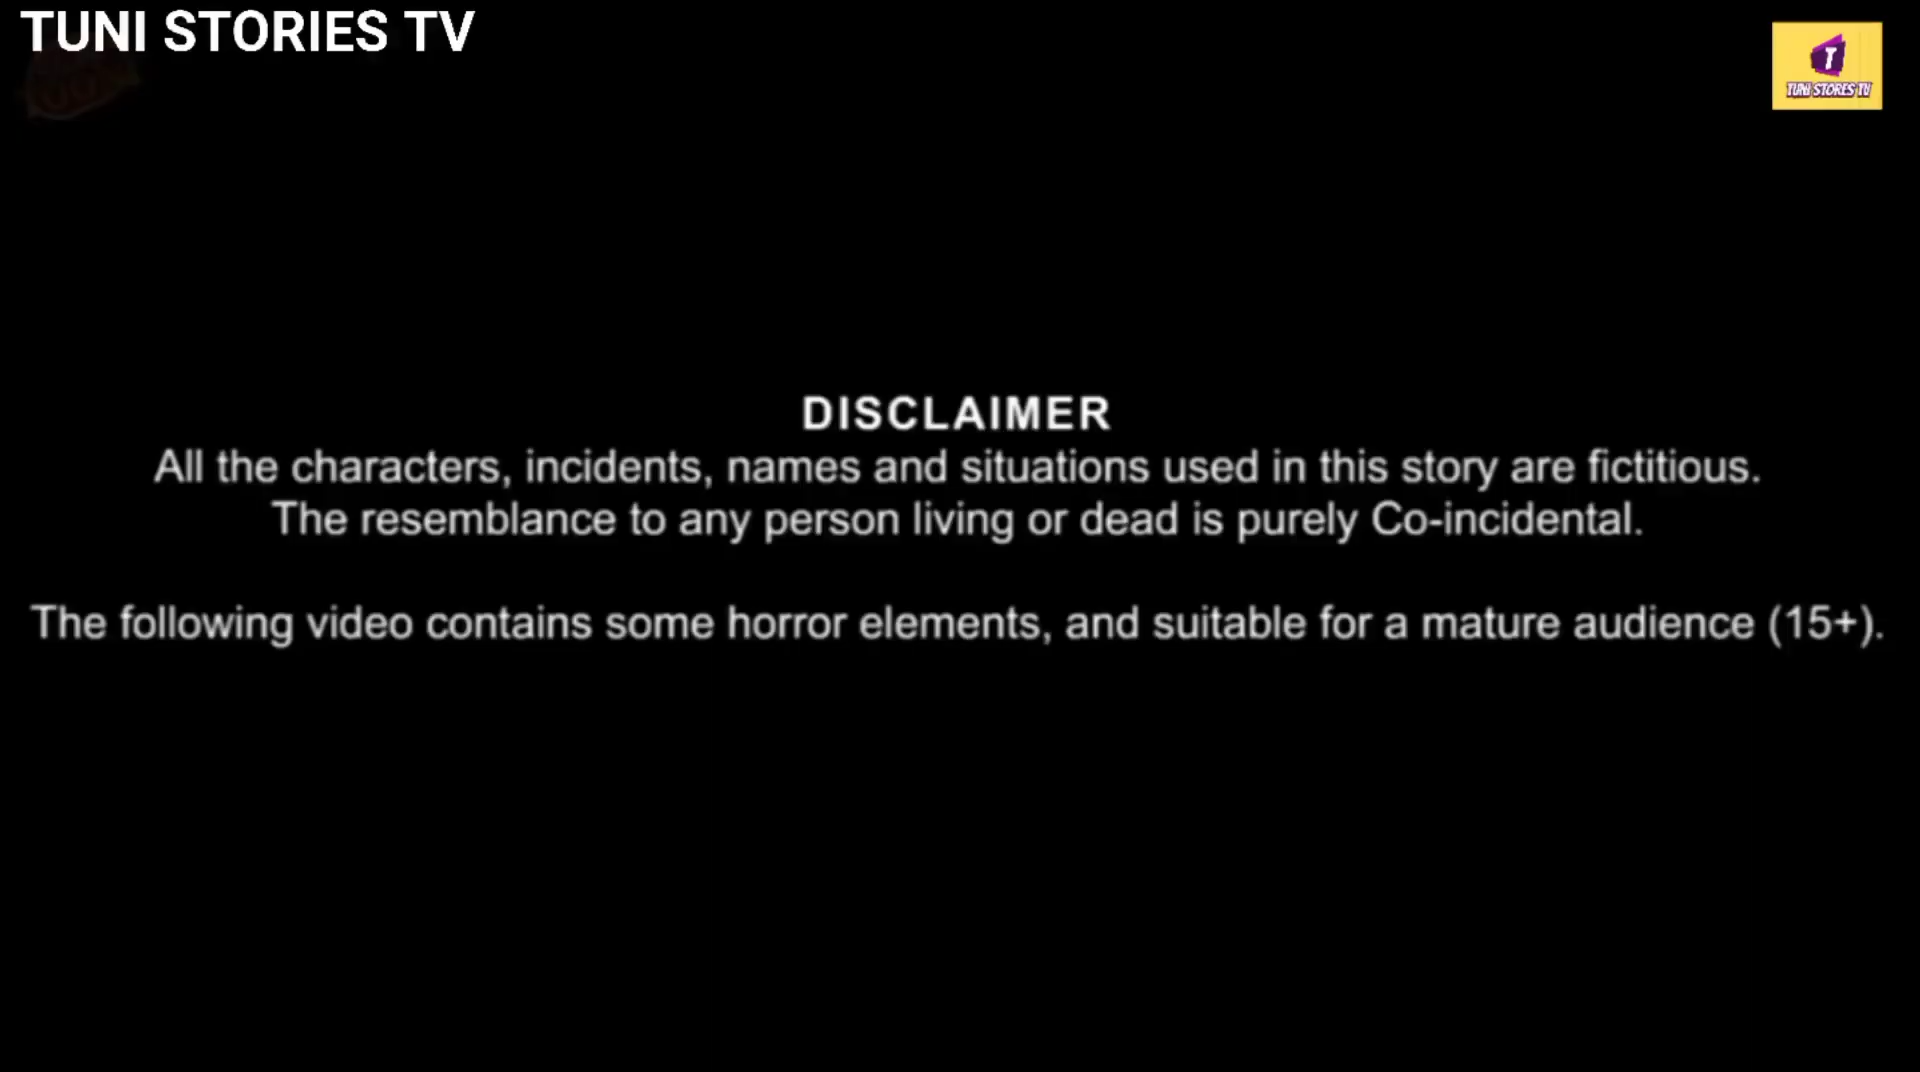 TUNI STORIES TV
T
TUNI STORES TV
DISCLAIMER
All the characters, incidents, names and situations used in this story are fictitious.
The resemblance to any person living or dead is purely Co-incidental.
The following video contains some horror elements, and suitable for a mature audience (15+).